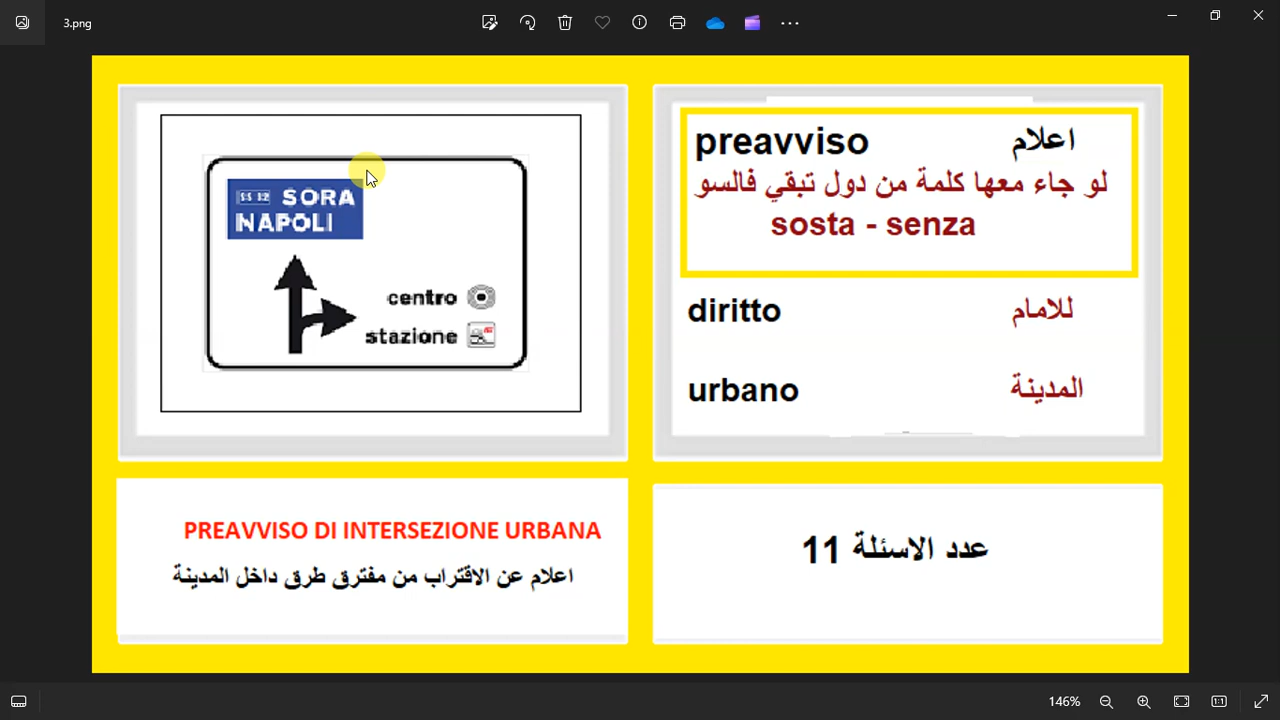 3.png
SS 12 SORA
NAPOLI
centro
stazione
preavviso اعلام
لو جاء معها كلمة من دول تبقي فالسو
sosta - senza
diritto للامام
urbano المدينة
PREAVVISO DI INTERSEZIONE URBANA
اعلام عن الاقتراب من مفترق طرق داخل المدينة
عدد الاسئلة 11
146%